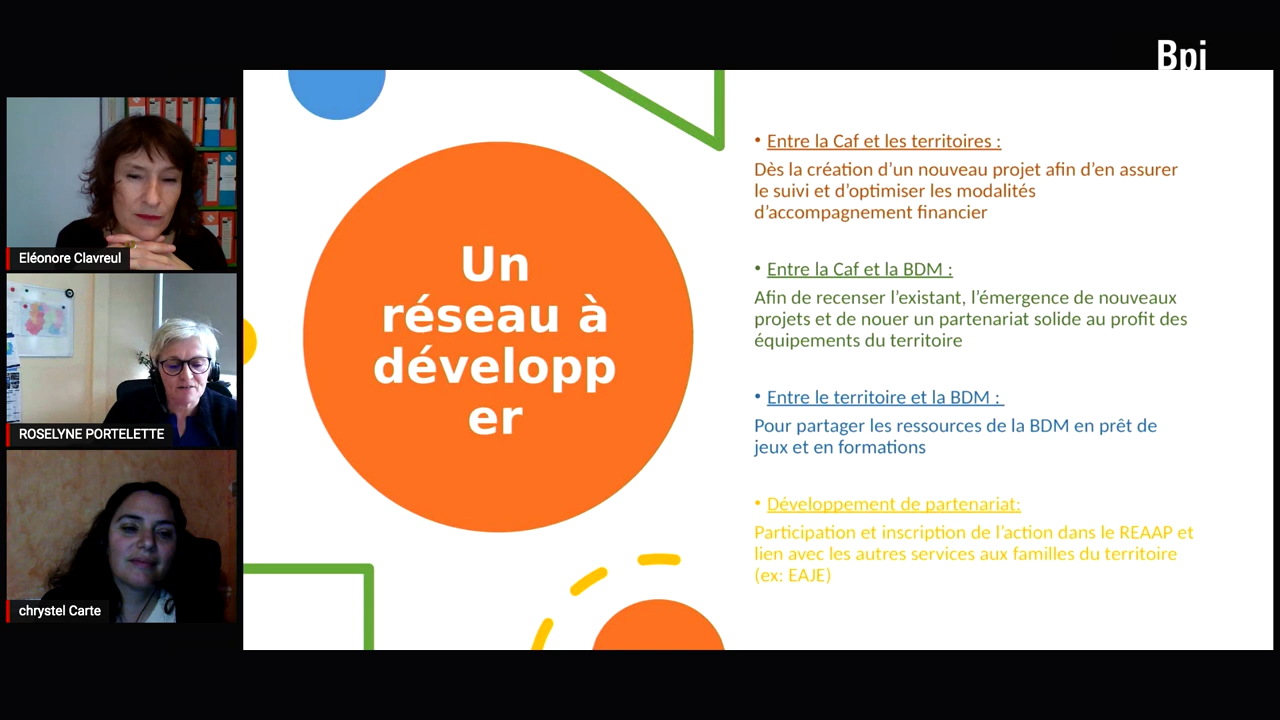 Bpi
Eléonore Clavreul
ROSELYNE PORTELETTE
chrystel Carte
Un
réseau à
développ
er
• Entre la Caf et les territoires :
Dès la création d’un nouveau projet afin d’en assurer
le suivi et d’optimiser les modalités
d’accompagnement financier
• Entre la Caf et la BDM :
Afin de recenser l’existant, l’émergence de nouveaux
projets et de nouer un partenariat solide au profit des
équipements du territoire
• Entre le territoire et la BDM :
Pour partager les ressources de la BDM en prêt de
jeux et en formations
• Développement de partenariat:
Participation et inscription de l’action dans le REAAP et
lien avec les autres services aux familles du territoire
(ex: EAJE)